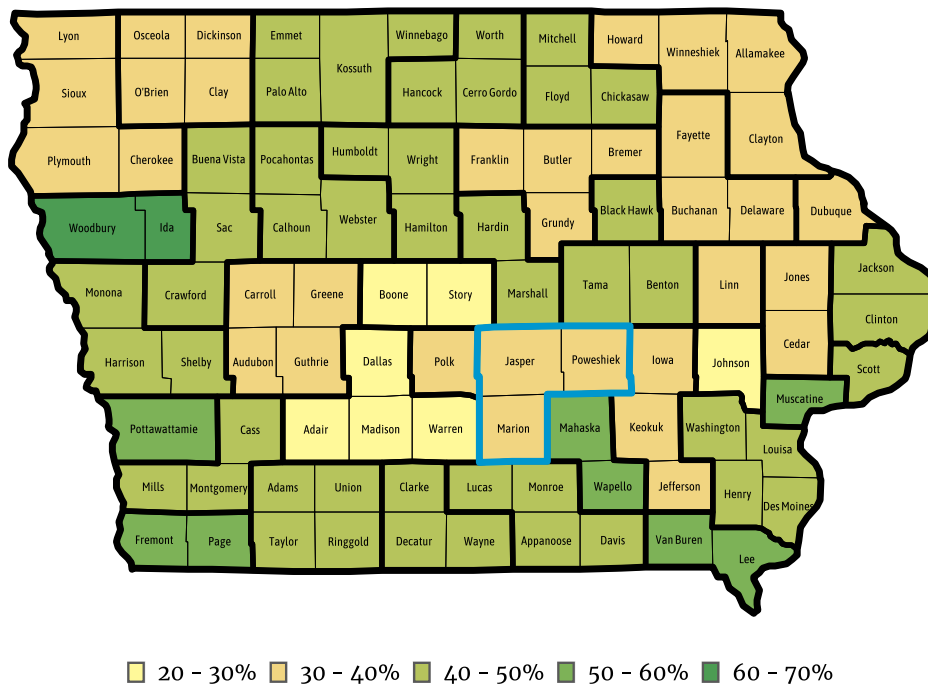 Lyon Osceola Dickinson Emmet Winnebago Worth Mitchell Howard Winneshiek Allamakee
Kossuth
Sioux O'Brien Clay Palo Alto Hancock Cerro Gordo Floyd Chickasaw
Fayette Clayton
Plymouth Cherokee Buena Vista Pocahontas Humboldt Wright Franklin Butler Bremer
Woodbury Ida Sac Calhoun Webster Hamilton Hardin Grundy Black Hawk Buchanan Delaware Dubuque
Jackson
Monona Crawford Carroll Greene Boone Story Marshall Tama Benton Linn Jones
Clinton
Harrison Shelby Audubon Guthrie Dallas Polk Jasper Poweshiek Iowa Johnson Cedar
Scott
Muscatine
Pottawattamie Cass Adair Madison Warren Marion Mahaska Keokuk Washington
Louisa
Mills Montgomery Adams Union Clarke Lucas Monroe Wapello Jefferson Henry
Des Moines
Fremont Page Taylor Ringgold Decatur Wayne Appanoose Davis Van Buren
Lee
20 - 30% 30 - 40% 40 - 50% 50 - 60% 60 - 70%